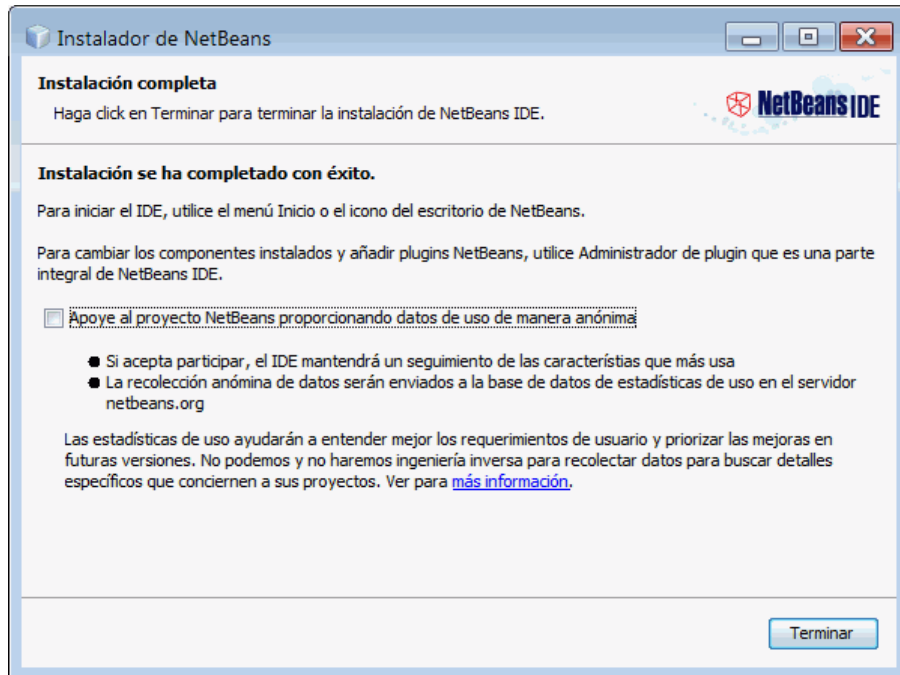 Instalador de NetBeans
Instalación completa
Haga click en Terminar para terminar la instalación de NetBeans IDE.
NetBeans IDE
Instalación se ha completado con éxito.
Para iniciar el IDE, utilice el menú Inicio o el icono del escritorio de NetBeans.
Para cambiar los componentes instalados y añadir plugins NetBeans, utilice Administrador de plugin que es una parte
integral de NetBeans IDE.
Apoye al proyecto NetBeans proporcionando datos de uso de manera anónima
● Si acepta participar, el IDE mantendrá un seguimiento de las característias que más usa
● La recolección anómina de datos serán enviados a la base de datos de estadísticas de uso en el servidor
netbeans.org
Las estadísticas de uso ayudarán a entender mejor los requerimientos de usuario y priorizar las mejoras en
futuras versiones. No podemos y no haremos ingeniería inversa para recolectar datos para buscar detalles
específicos que conciernen a sus proyectos. Ver para más información.
Terminar